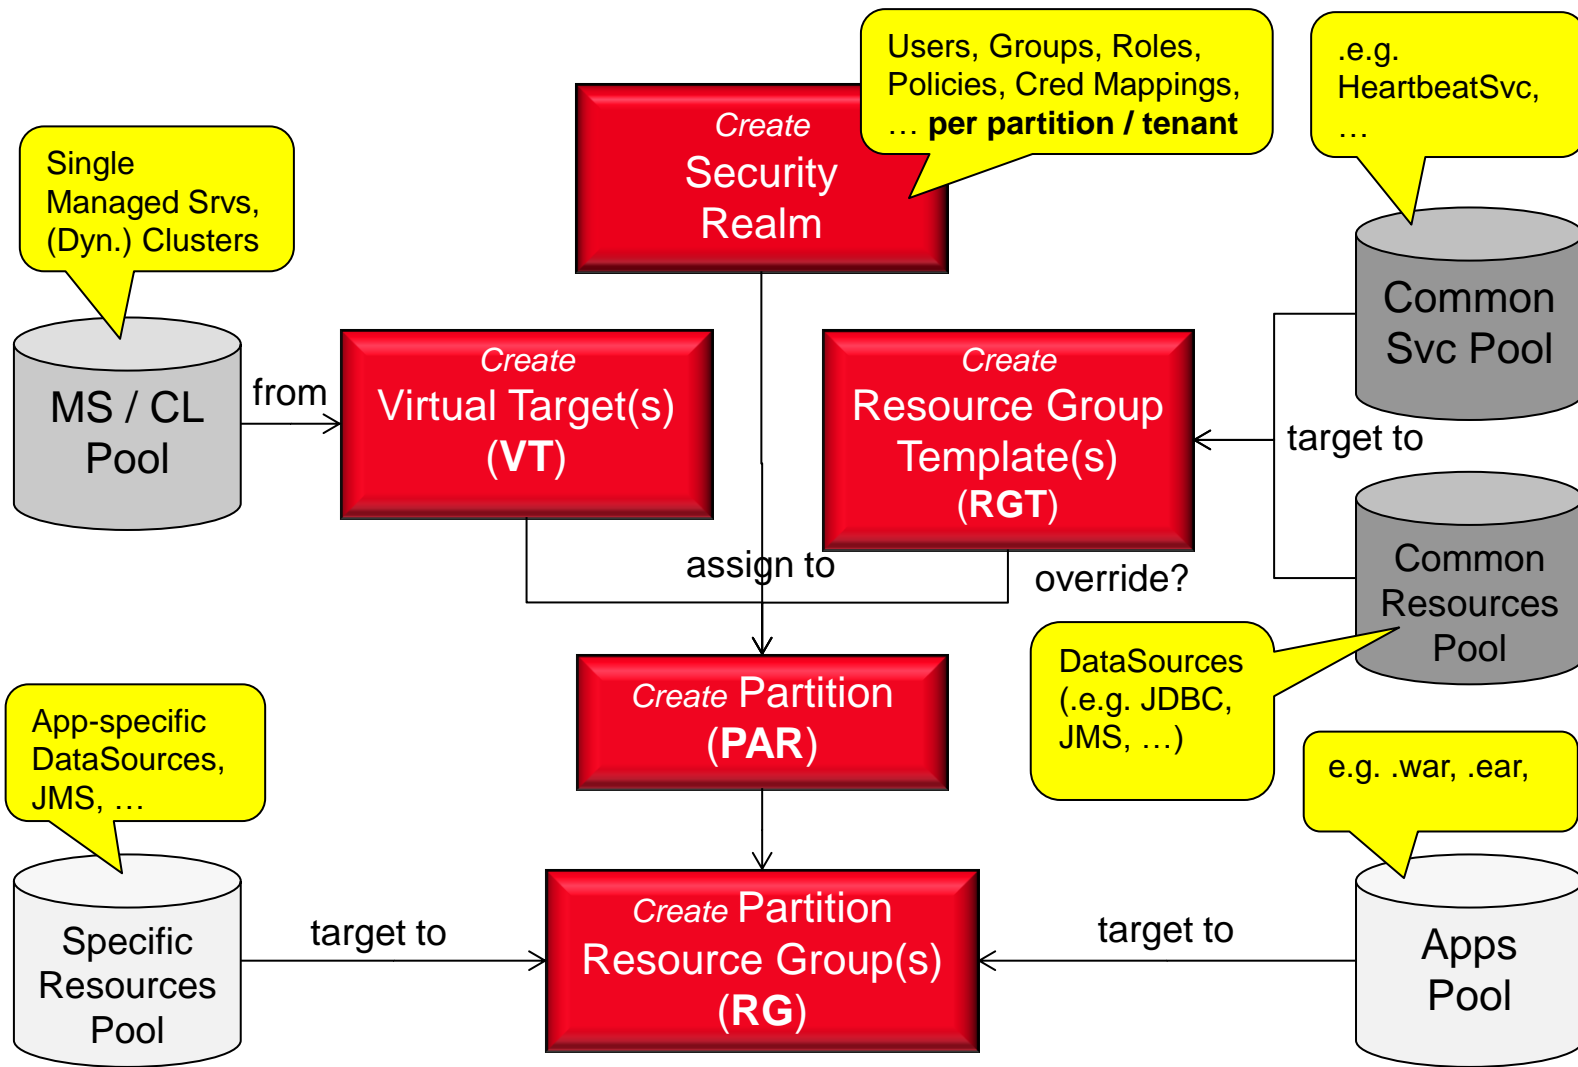 Users, Groups, Roles,
Policies, Cred Mappings,
… per partition / tenant
.e.g.
HeartbeatSvc,
…
Single
Managed Srvs,
(Dyn.) Clusters
Create
Security
Realm
MS / CL
Pool
from
Create
Virtual Target(s)
(VT)
Create
Resource Group
Template(s)
(RGT)
target to
Common
Svc Pool
Common
Resources
Pool
assign to
override?
DataSources
(.e.g. JDBC,
JMS, …)
Create Partition
(PAR)
App-specific
DataSources,
JMS, …
e.g. .war, .ear,
Specific
Resources
Pool
target to
Create Partition
Resource Group(s)
(RG)
target to
Apps
Pool